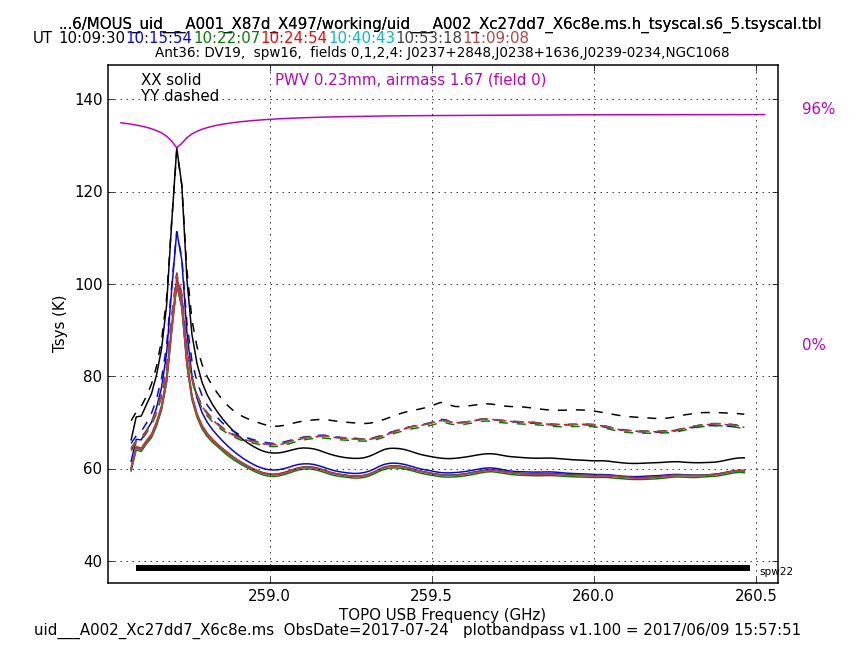 ...6/MOUS_uid___A001_X87d_X497/working/uid___A002_Xc27dd7_X6c8e.ms.h_tsyscal.s6_5.tsyscal.tbl
UT 10:09:30 10:15:54 10:22:07 10:24:54 10:40:43 10:53:18 11:09:08
Ant36: DV19,  spw16,  fields 0,1,2,4: J0237+2848,J0238+1636,J0239-0234,NGC1068
XX solid
PWV 0.23mm, airmass 1.67 (field 0)
YY dashed
140
96%
120
100
Tsys (K)
0%
80
60
40
spw22
259.0 259.5 260.0 260.5
TOPO USB Frequency (GHz)
uid___A002_Xc27dd7_X6c8e.ms  ObsDate=2017-07-24   plotbandpass v1.100 = 2017/06/09 15:57:51